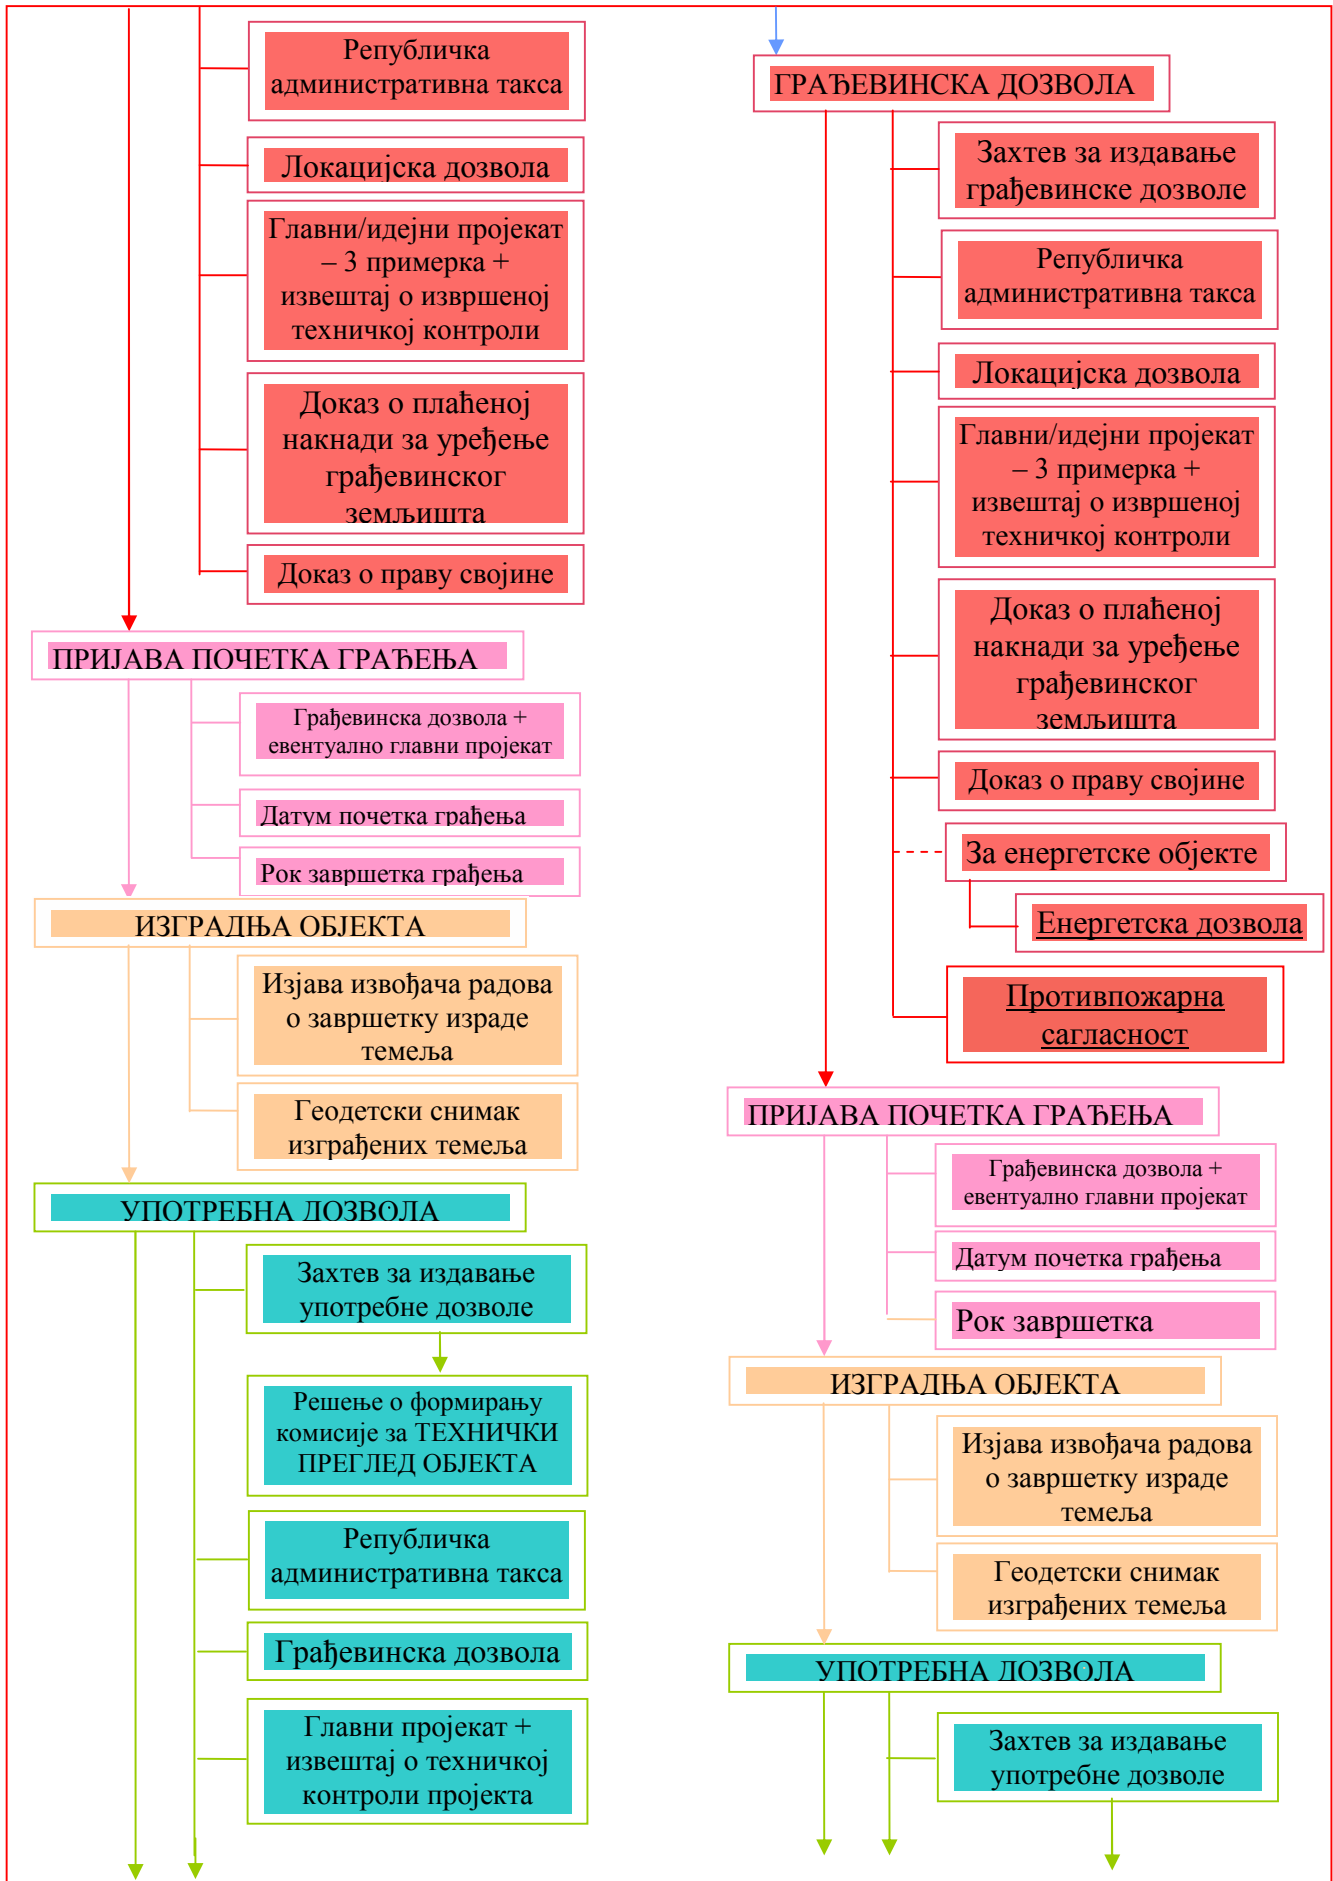 Републичка
административна такса
Локацијска дозвола
Главни/идејни пројекат
– 3 примерка +
извештај о извршеној
техничкој контроли
Доказ о плаћеној
накнади за уређење
грађевинског
земљишта
Доказ о праву својине
ПРИЈАВА ПОЧЕТКА ГРАЂЕЊА
Грађевинска дозвола +
евентуално главни пројекат
Датум почетка грађења
Рок завршетка грађења
ИЗГРАДЊА ОБЈЕКТА
Изјава извођача радова
о завршетку израде
темеља
Геодетски снимак
изграђених темеља
УПОТРЕБНА ДОЗВОЛА
Захтев за издавање
употребне дозволе
Решење о формирању
комисије за ТЕХНИЧКИ
ПРЕГЛЕД ОБЈЕКТА
Републичка
административна такса
Грађевинска дозвола
Главни пројекат +
извештај о техничкој
контроли пројекта
ГРАЂЕВИНСКА ДОЗВОЛА
Захтев за издавање
грађевинске дозволе
Републичка
административна такса
Локацијска дозвола
Главни/идејни пројекат
– 3 примерка +
извештај о извршеној
техничкој контроли
Доказ о плаћеној
накнади за уређење
грађевинског
земљишта
Доказ о праву својине
За енергетске објекте
Енергетска дозвола
Противпожарна
сагласност
ПРИЈАВА ПОЧЕТКА ГРАЂЕЊА
Грађевинска дозвола +
евентуално главни пројекат
Датум почетка грађења
Рок завршетка
ИЗГРАДЊА ОБЈЕКТА
Изјава извођача радова
о завршетку израде
темеља
Геодетски снимак
изграђених темеља
УПОТРЕБНА ДОЗВОЛА
Захтев за издавање
употребне дозволе